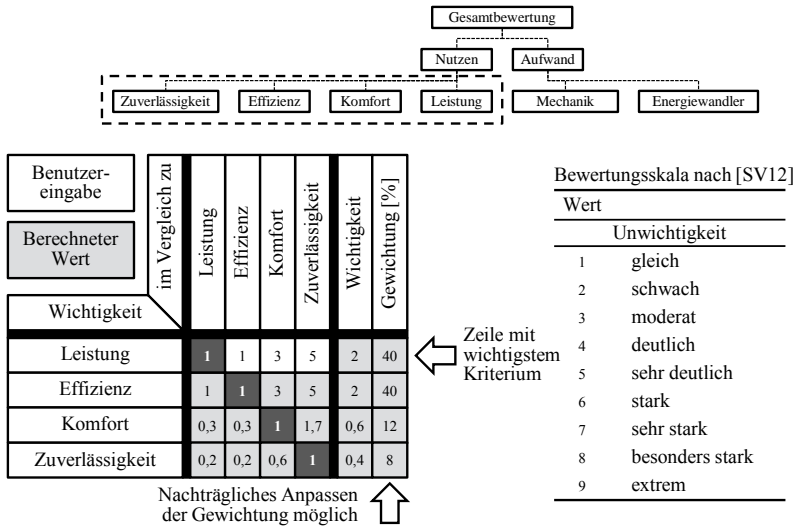 Gesamtbewertung
Nutzen Aufwand
Zuverlässigkeit Effizienz Komfort Leistung Mechanik Energiewandler
Benutzer-
eingabe
Berechneter
Wert
im Vergleich zu
Leistung
Effizienz
Komfort
Zuverlässigkeit
Wichtigkeit
Gewichtung [%]
Wichtigkeit
Leistung 1 1 3 5 2 40
Effizienz 1 1 3 5 2 40
Komfort 0,3 0,3 1 1,7 0,6 12
Zuverlässigkeit 0,2 0,2 0,6 1 0,4 8
Zeile mit
wichtigstem
Kriterium
Nachträgliches Anpassen
der Gewichtung möglich
Bewertungsskala nach [SV12]
Wert
Unwichtigkeit
1 gleich
2 schwach
3 moderat
4 deutlich
5 sehr deutlich
6 stark
7 sehr stark
8 besonders stark
9 extrem